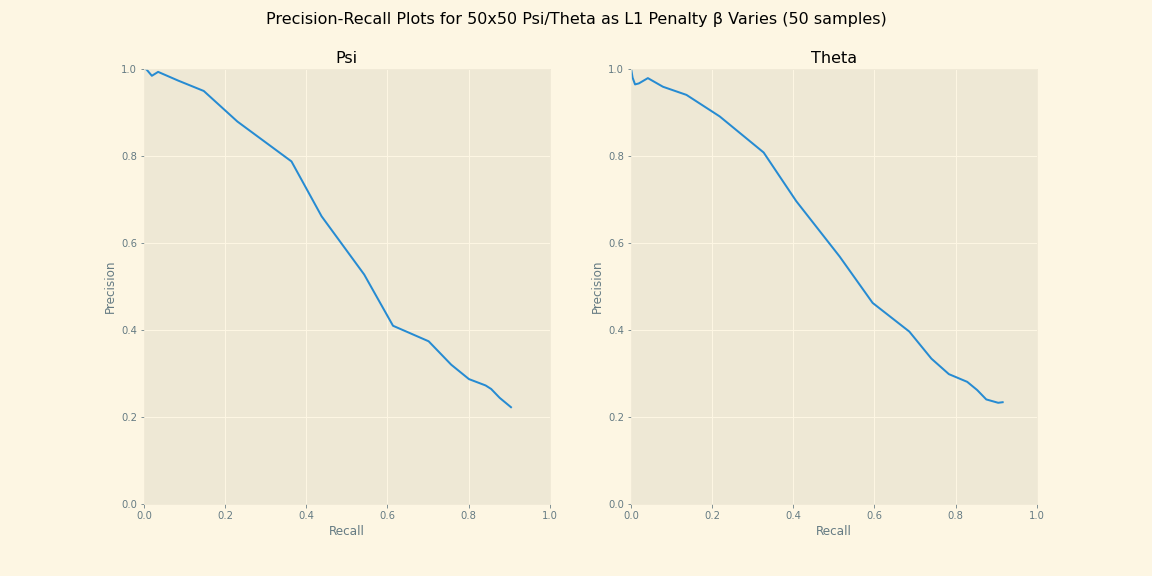 Precision-Recall Plots for 50x50 Psi/Theta as L1 Penalty β Varies (50 samples)
Psi
1.0
0.8
0.6
0.4
0.2
0.0
Precision
0.0 0.2 0.4 0.6 0.8 1.0
Recall
Theta
1.0
0.8
0.6
0.4
0.2
0.0
Precision
0.0 0.2 0.4 0.6 0.8 1.0
Recall